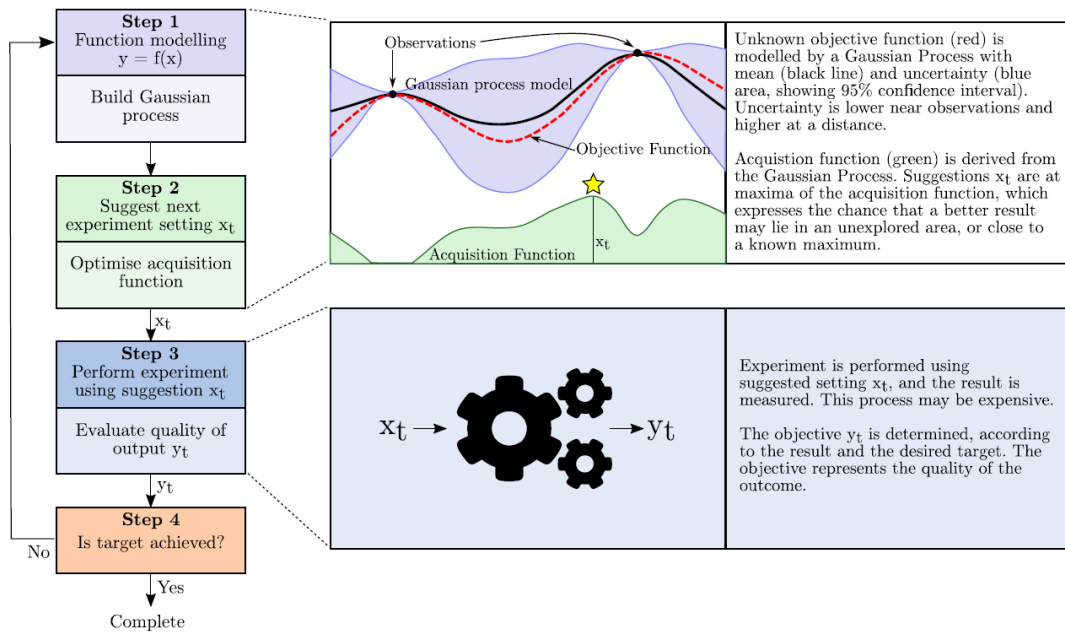 Step 1
Function modelling
y = f(x)
Build Gaussian
process
Step 2
Suggest next
experiment setting xₜ
Optimise acquisition
function
xₜ
Step 3
Perform experiment
using suggestion xₜ
Evaluate quality of
output yₜ
yₜ
Step 4
Is target achieved?
No
Yes
Complete
Observations
Gaussian process model
Objective Function
xₜ
Acquisition Function
Unknown objective function (red) is
modelled by a Gaussian Process with
mean (black line) and uncertainty (blue
area, showing 95% confidence interval).
Uncertainty is lower near observations and
higher at a distance.
Acquistion function (green) is derived from
the Gaussian Process. Suggestions xₜ are at
maxima of the acquisition function, which
expresses the chance that a better result
may lie in an unexplored area, or close to
a known maximum.
xₜ
yₜ
Experiment is performed using
suggested setting xₜ, and the result is
measured. This process may be expensive.
The objective yₜ is determined, according
to the result and the desired target. The
objective represents the quality of the
outcome.